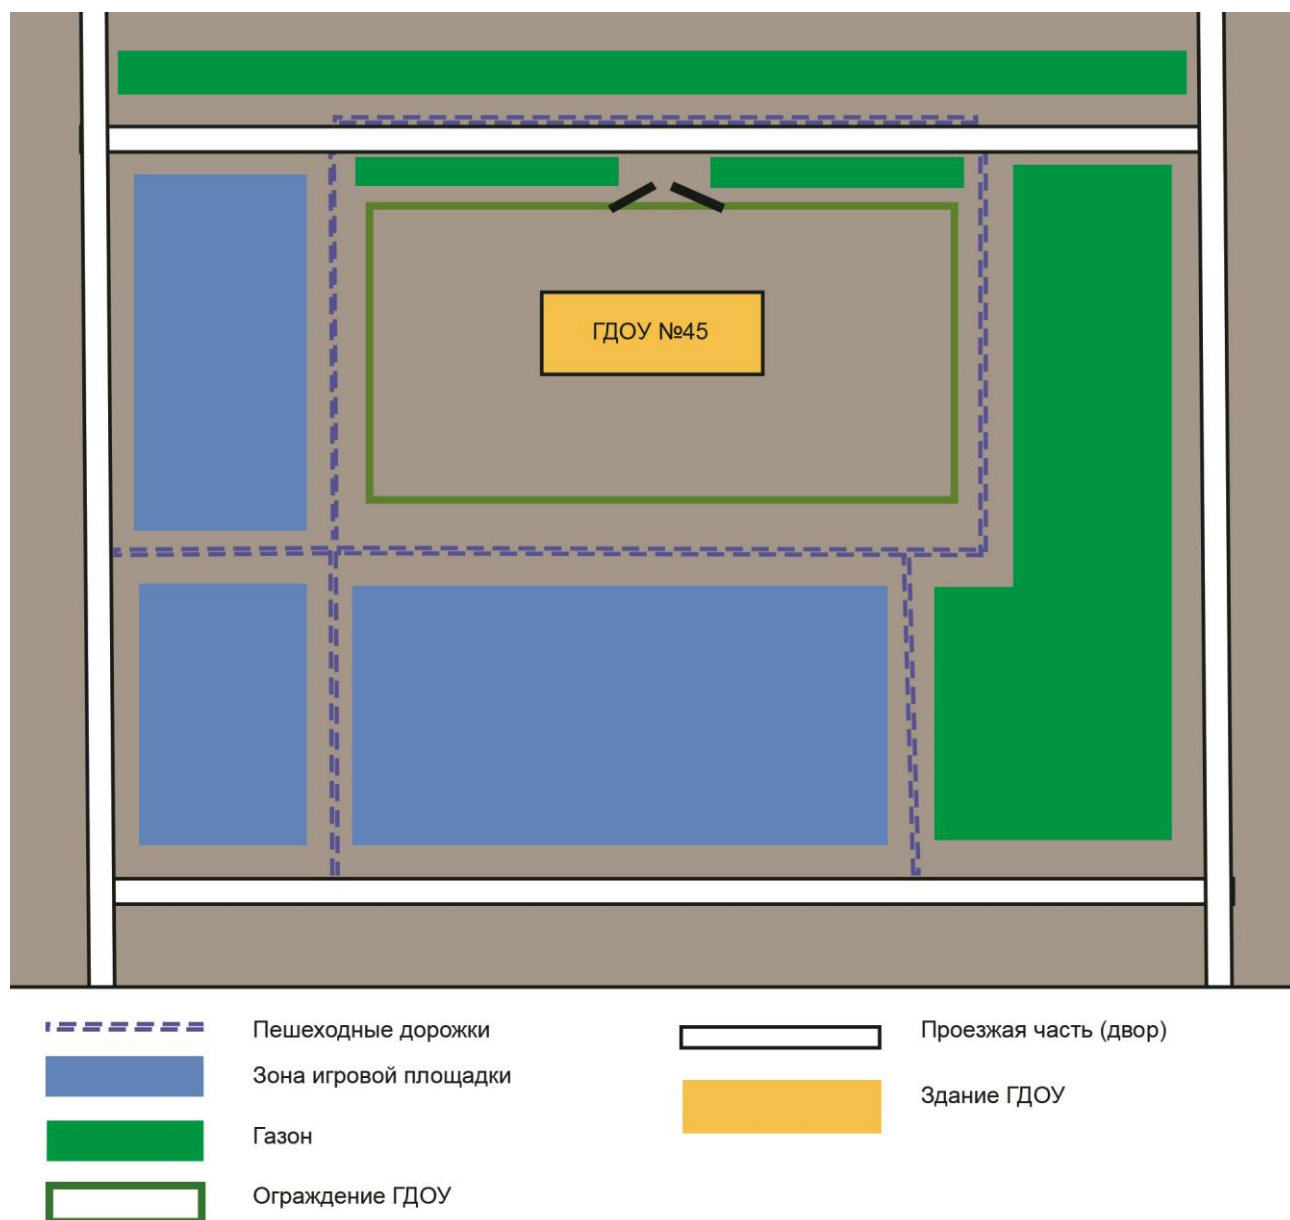 ГДОУ №45
Пешеходные дорожки
Зона игровой площадки
Газон
Ограждение ГДОУ
Проезжая часть (двор)
Здание ГДОУ